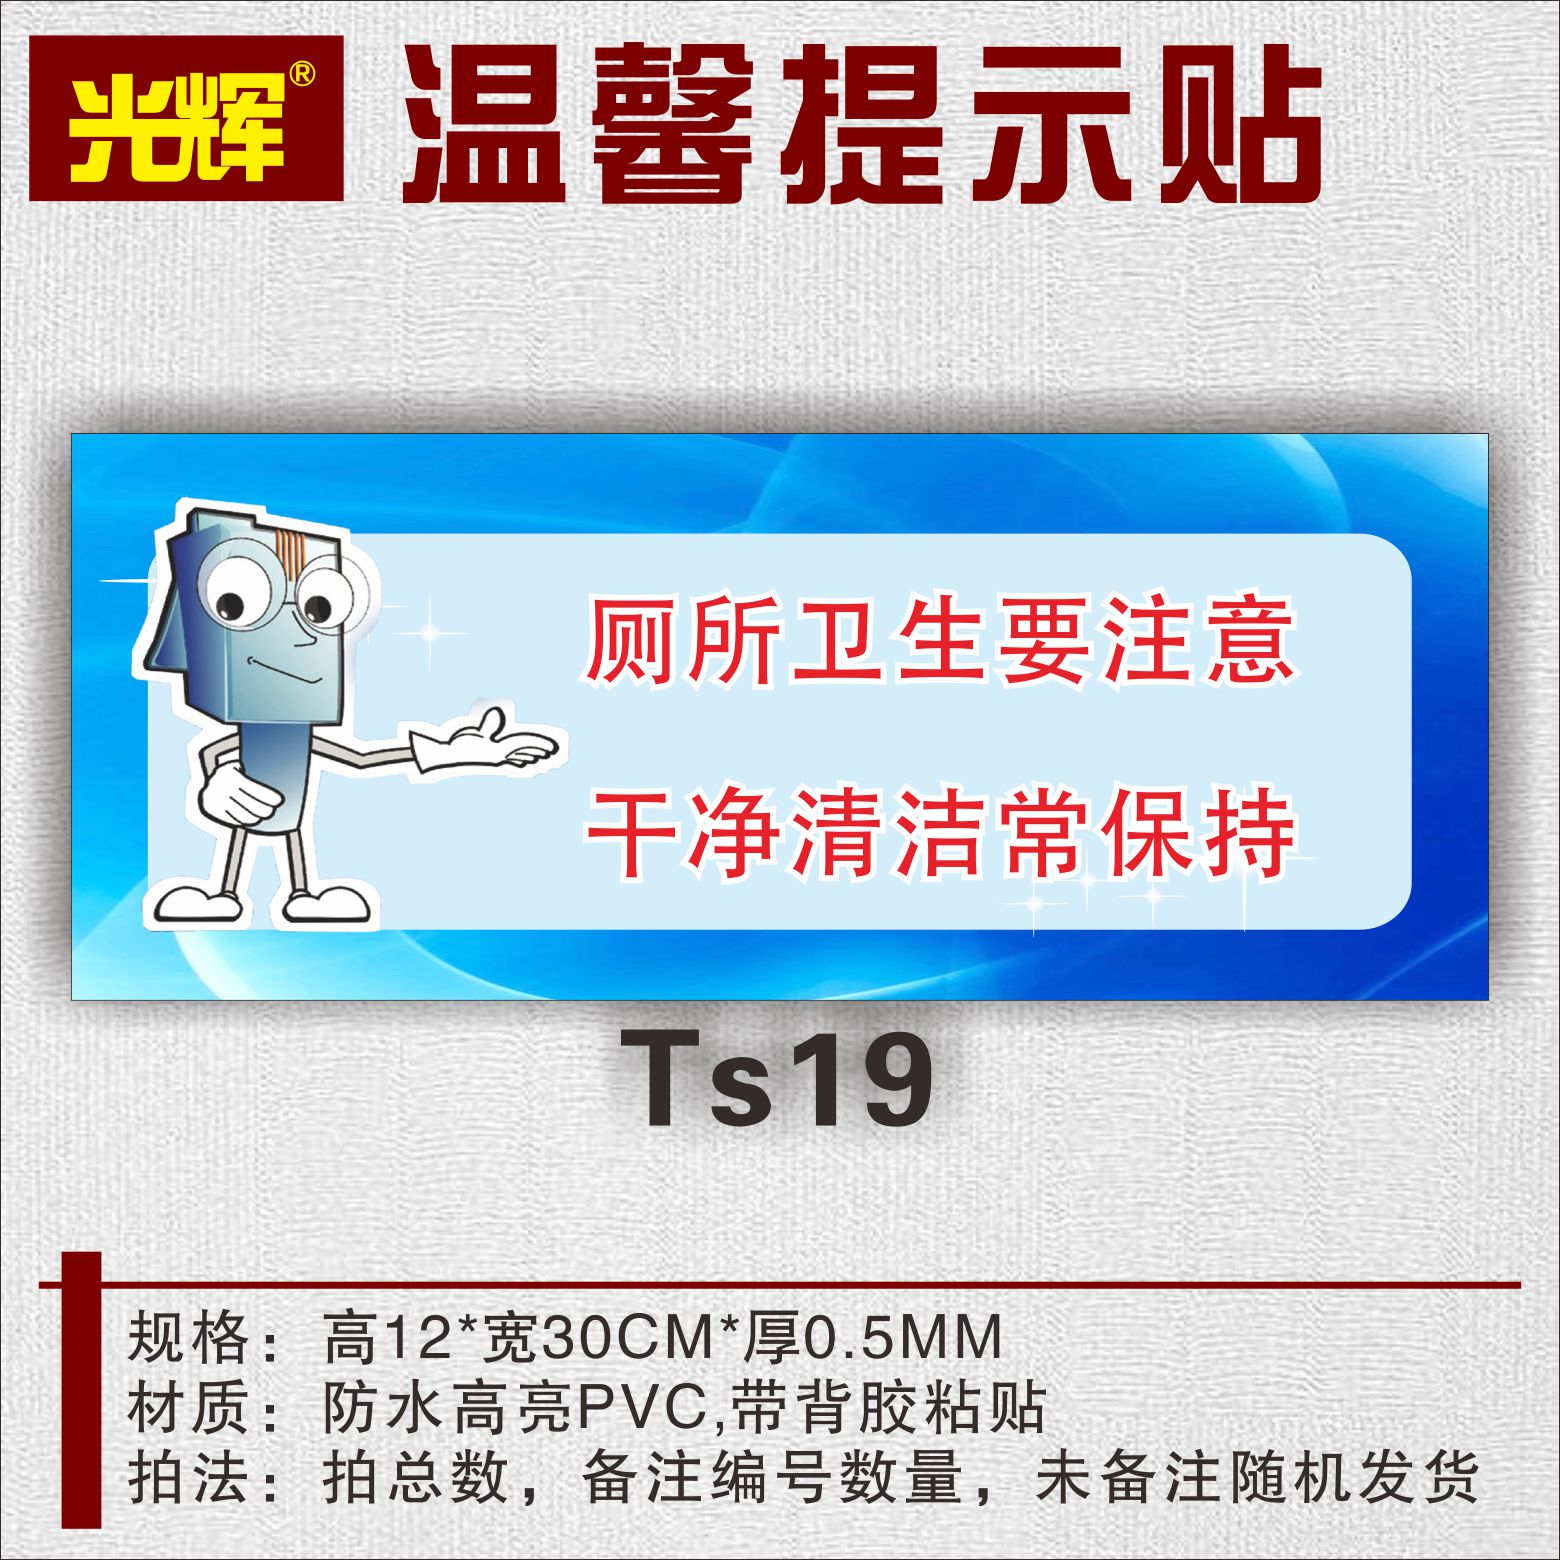 光辉®
温馨提示贴
厕所卫生要注意
干净清洁常保持
Ts19
规格：高12*宽30CM*厚0.5MM
材质：防水高亮PVC,带背胶粘贴
拍法：拍总数，备注编号数量，未备注随机发货